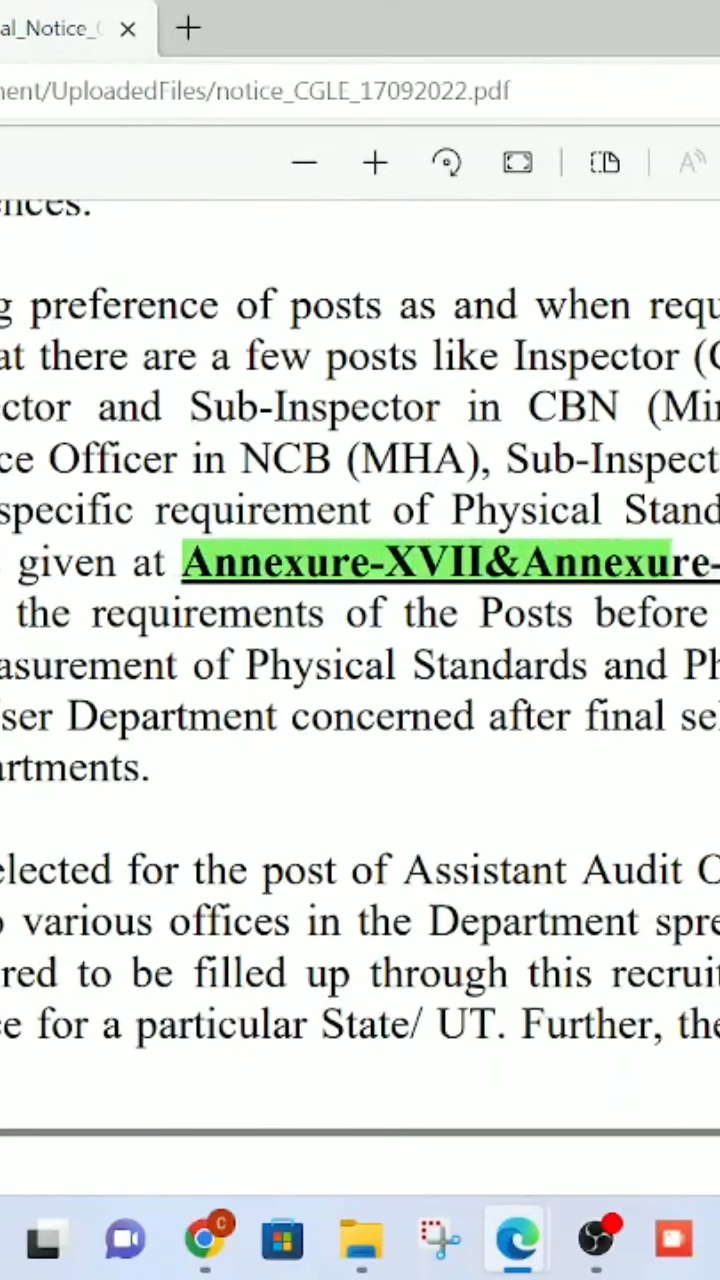 al_Notice_
ment/UploadedFiles/notice_CGLE_17092022.pdf
ences.
g preference of posts as and when requ
at there are a few posts like Inspector (
ctor and Sub-Inspector in CBN (Min
ce Officer in NCB (MHA), Sub-Inspect
specific requirement of Physical Stand
given at Annexure-XVII&Annexure-
the requirements of the Posts before
asurement of Physical Standards and Ph
ser Department concerned after final se
artments.
elected for the post of Assistant Audit O
various offices in the Department spre
red to be filled up through this recruit
ce for a particular State/ UT. Further, the